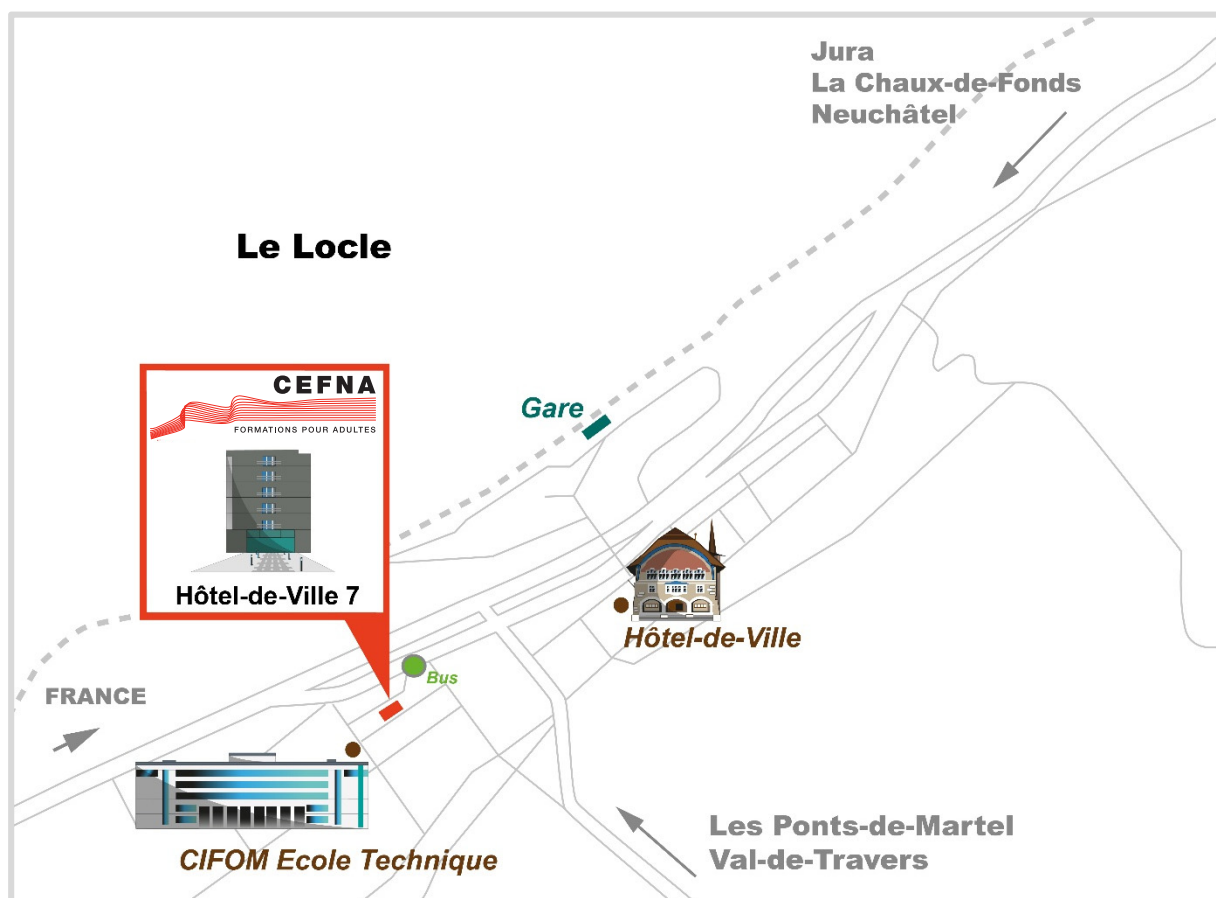 Jura
La Chaux-de-Fonds
Neuchâtel
Le Locle
CEFNA
FORMATIONS POUR ADULTES
Hôtel-de-Ville 7
Gare
Hôtel-de-Ville
Bus
FRANCE
CIFOM Ecole Technique
Les Ponts-de-Martel
Val-de-Travers